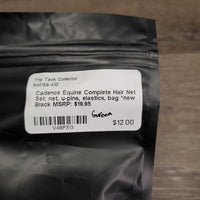 The Tack Collector
Cadence Equine Complete Hair Net
Set: net, u-pins, elastics, bag *new
Black MSRP: $19.95
Green
$12.00